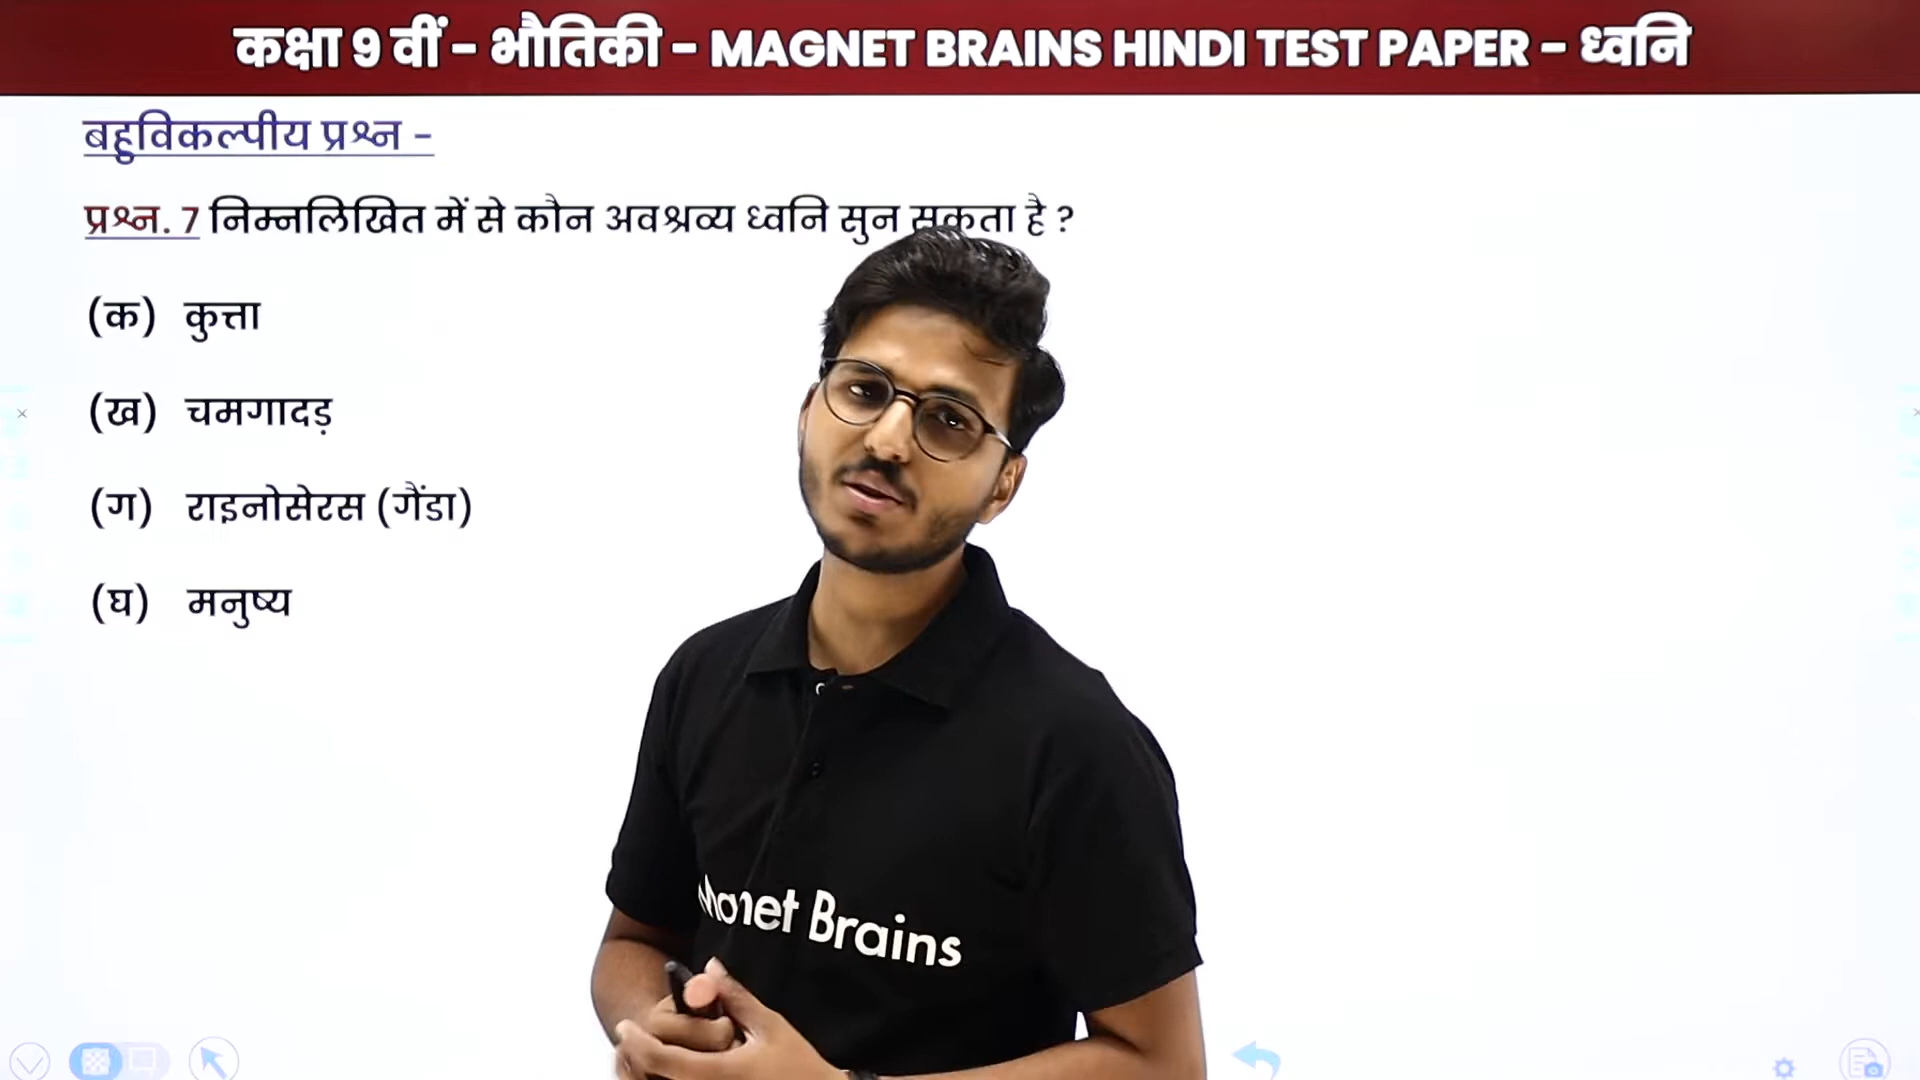 कक्षा 9 वीं - भौतिकी - MAGNET BRAINS HINDI TEST PAPER - ध्वनि
बहुविकल्पीय प्रश्न -
प्रश्न. 7 निम्नलिखित में से कौन अवश्रव्य ध्वनि सुन सकता है ?
(क) कुत्ता
(ख) चमगादड़
(ग) राइनोसेरस (गैंडा)
(घ) मनुष्य
Magnet Brains